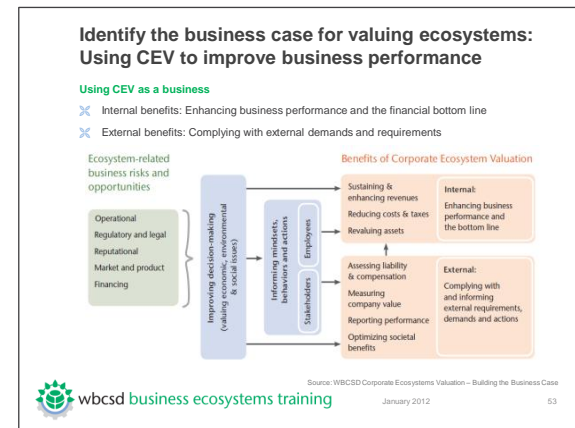 Identify the business case for valuing ecosystems:
Using CEV to improve business performance
Using CEV as a business
Internal benefits: Enhancing business performance and the financial bottom line
External benefits: Complying with external demands and requirements
Ecosystem-related
business risks and
opportunities
Operational
Regulatory and legal
Reputational
Market and product
Financing
Improving decision-making
(valuing economic, environmental
& social issues)
Informing mindsets,
behaviors and actions
Employees
Stakeholders
Benefits of Corporate Ecosystem Valuation
Sustaining &
enhancing revenues
Reducing costs & taxes
Revaluing assets
Internal:
Enhancing business
performance and
the bottom line
Assessing liability
& compensation
Measuring
company value
Reporting performance
Optimizing societal
benefits
External:
Complying with
and informing
external requirements,
demands and actions
Source: WBCSD Corporate Ecosystems Valuation – Building the Business Case
wbcsd business ecosystems training
January 2012
53